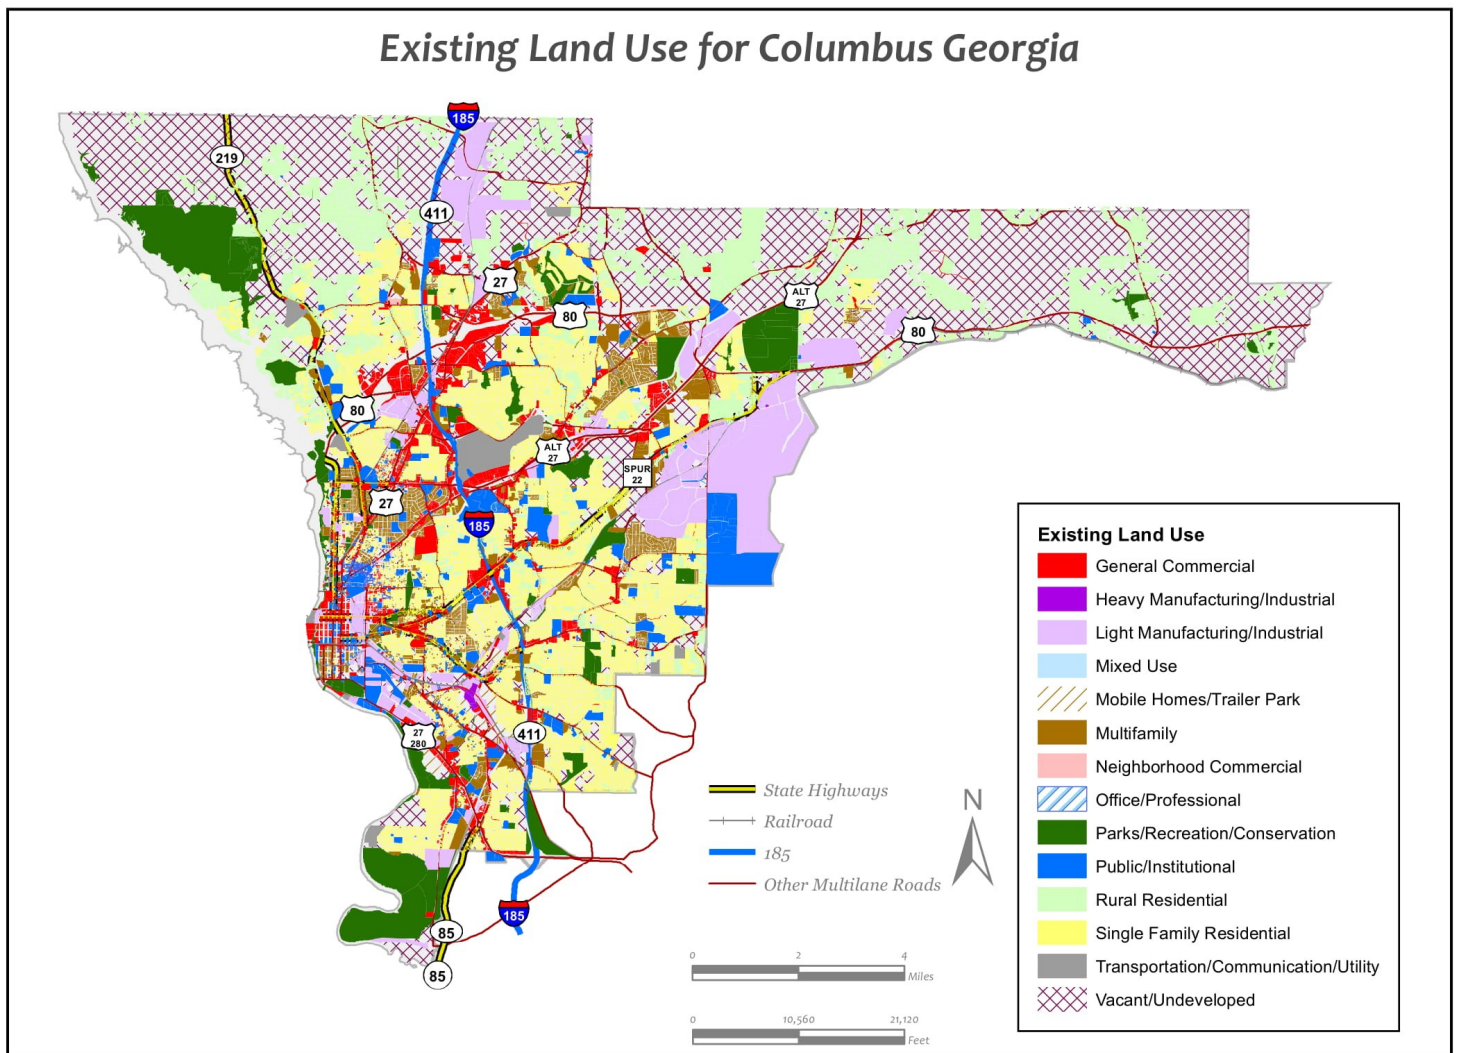 Existing Land Use for Columbus Georgia
185
219
411
27
ALT
27
80
80
80
ALT
27
SPUR
22
27
185
Existing Land Use
General Commercial
Heavy Manufacturing/Industrial
Light Manufacturing/Industrial
Mixed Use
Mobile Homes/Trailer Park
Multifamily
Neighborhood Commercial
Office/Professional
Parks/Recreation/Conservation
Public/Institutional
Rural Residential
Single Family Residential
Transportation/Communication/Utility
Vacant/Undeveloped
27
280
411
State Highways
Railroad
185
Other Multilane Roads
N
185
85
85
0 2 4
Miles
0 10,560 21,120
Feet